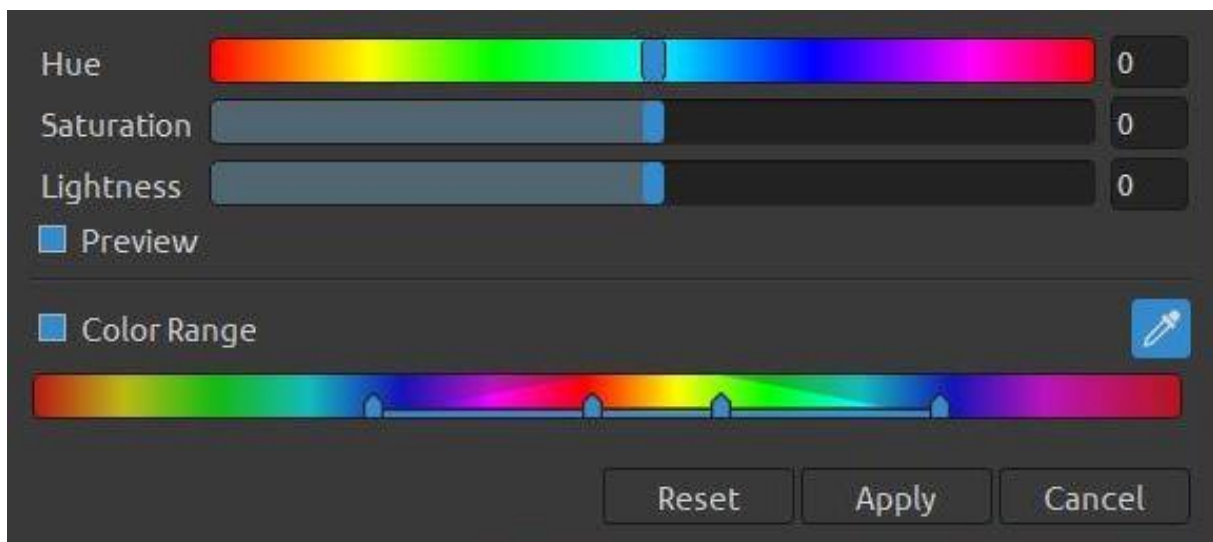 Hue 0
Saturation 0
Lightness 0
Preview
Color Range
Reset Apply Cancel